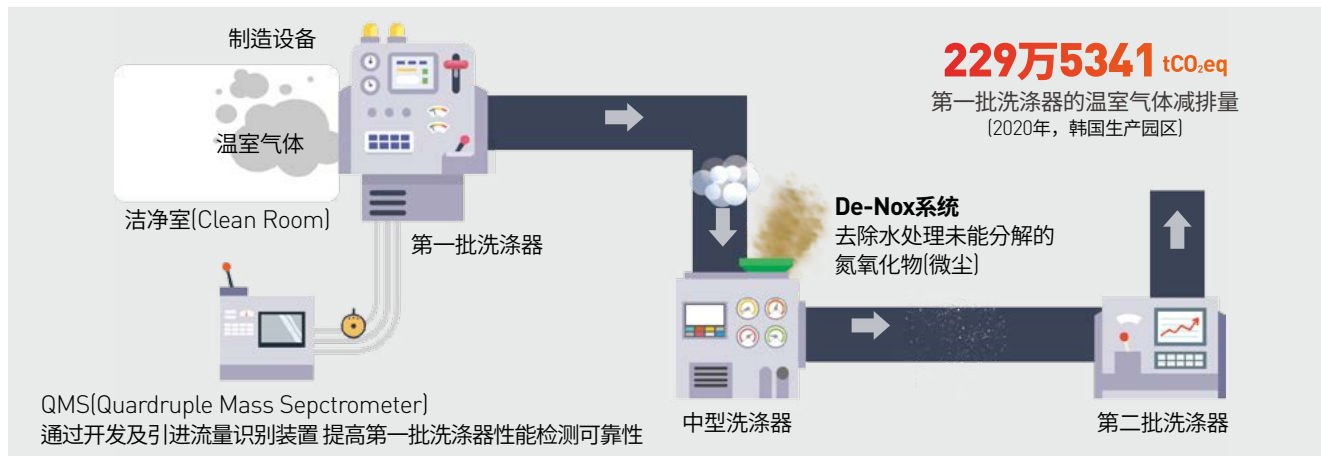 制造设备
温室气体
洁净室(Clean Room)
第一批洗涤器
QMS(Quardruple Mass Sepctrometer)
通过开发及引进流量识别装置 提高第一批洗涤器性能检测可靠性
229万5341 tCO₂eq
第一批洗涤器的温室气体减排量
(2020年，韩国生产园区)
De-Nox系统
去除水处理未能分解的
氮氧化物(微尘)
中型洗涤器
第二批洗涤器